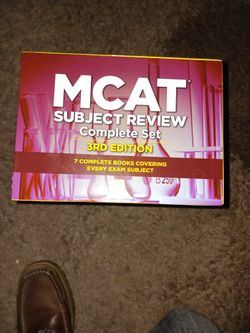 MCAT
SUBJECT REVIEW
Complete Set
3RD EDITION
7 COMPLETE BOOKS COVERING
EVERY EXAM SUBJECT